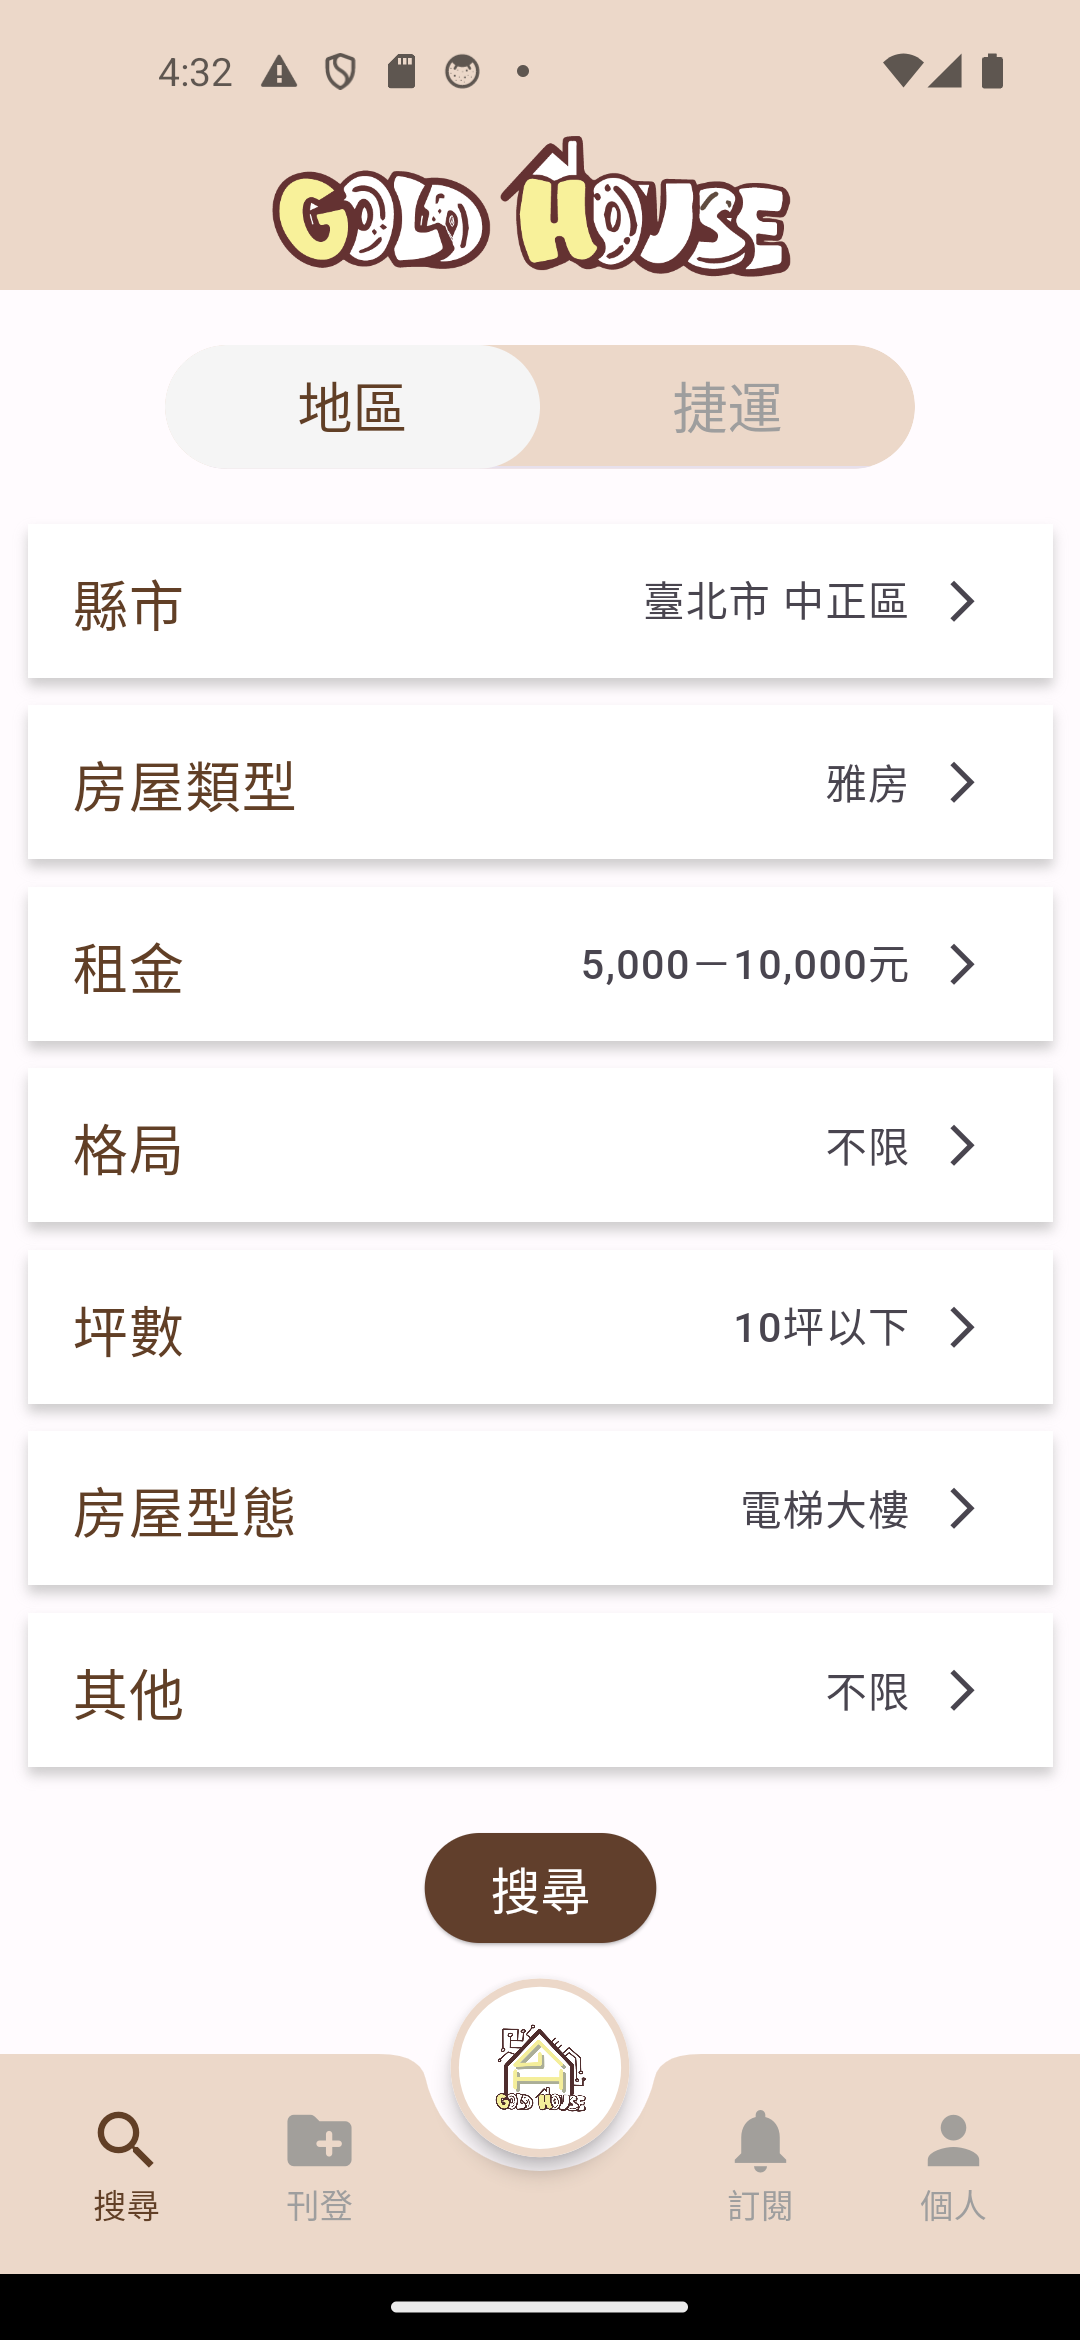 4:32
GOLD HOUSE
地區
捷運
縣市
臺北市 中正區
房屋類型
雅房
租金
5,000－10,000元
格局
不限
坪數
10坪以下
房屋型態
電梯大樓
其他
不限
搜尋
GOLD HOUSE
搜尋
刊登
訂閱
個人